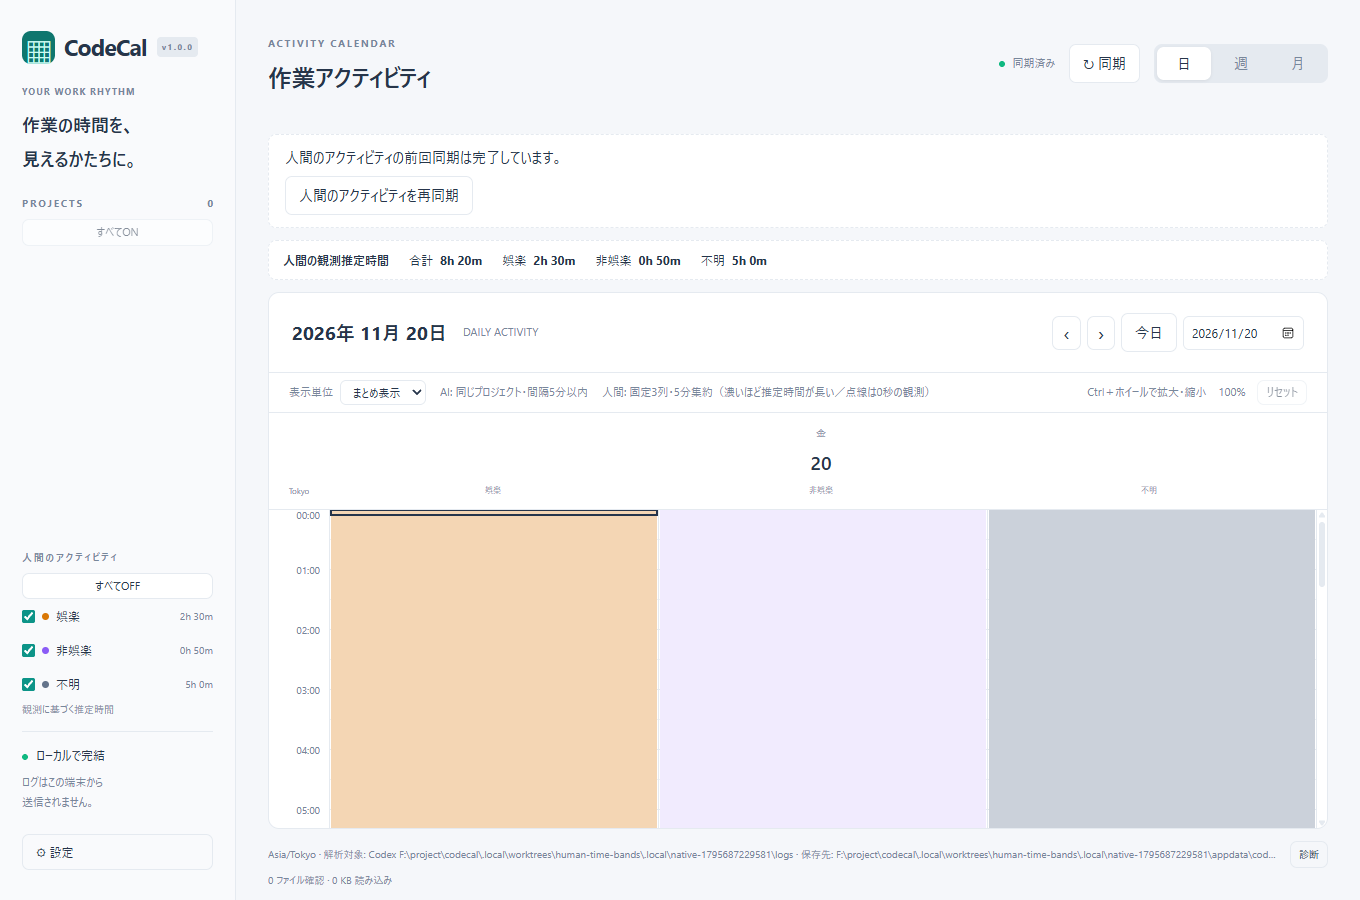 CodeCal v1.0.0
YOUR WORK RHYTHM
作業の時間を、
見えるかたちに。
PROJECTS 0
すべてON
人間のアクティビティ
すべてOFF
娯楽 2h 30m
非娯楽 0h 50m
不明 5h 0m
観測に基づく推定時間
ローカルで完結
ログはこの端末から
送信されません。
⚙ 設定
ACTIVITY CALENDAR
作業アクティビティ
同期済み ↻ 同期 日 週 月
人間のアクティビティの前回同期は完了しています。
人間のアクティビティを再同期
人間の観測推定時間 合計 8h 20m 娯楽 2h 30m 非娯楽 0h 50m 不明 5h 0m
2026年 11月 20日 DAILY ACTIVITY ‹ › 今日 2026/11/20
表示単位 まとめ表示 AI: 同じプロジェクト・間隔5分以内 人間: 固定3列・5分集約（濃いほど推定時間が長い／点線は0秒の観測） Ctrl＋ホイールで拡大・縮小 100% リセット
金
20
Tokyo 娯楽 非娯楽 不明
00:00
01:00
02:00
03:00
04:00
05:00
Asia/Tokyo · 解析対象: Codex F:\project\codecal\.local\worktrees\human-time-bands\.local\native-1795687229581\logs · 保存先: F:\project\codecal\.local\worktrees\human-time-bands\.local\native-1795687229581\appdata\cod... 診断
0 ファイル確認 · 0 KB 読み込み